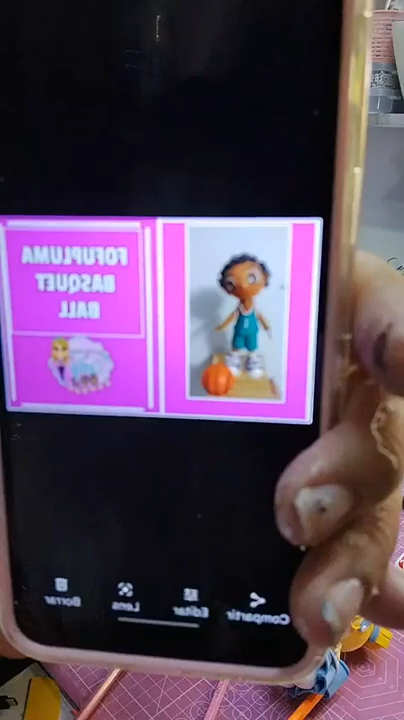 FOFUPLUMA
BASQUET
BALL
Compartir
Editar
Lens
Borrar